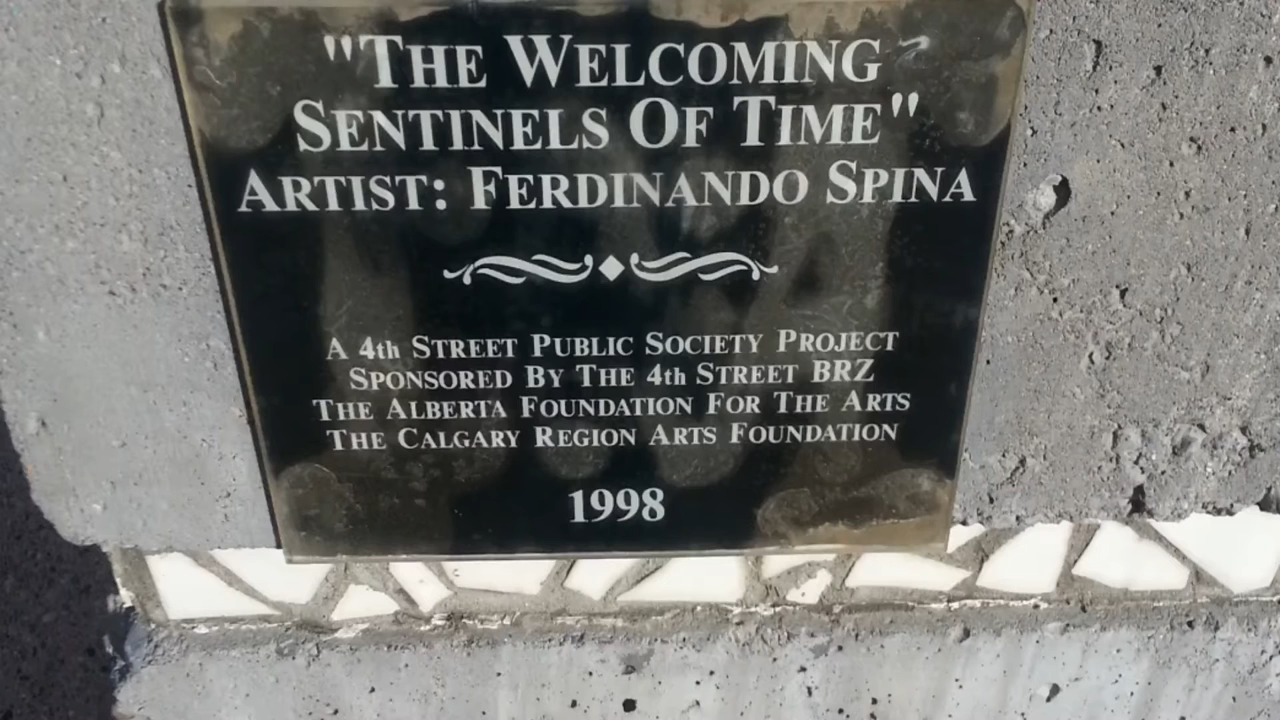 "THE WELCOMING
SENTINELS OF TIME"
ARTIST: FERDINANDO SPINA
A 4th STREET PUBLIC SOCIETY PROJECT
SPONSORED BY THE 4th STREET BRZ
THE ALBERTA FOUNDATION FOR THE ARTS
THE CALGARY REGION ARTS FOUNDATION
1998